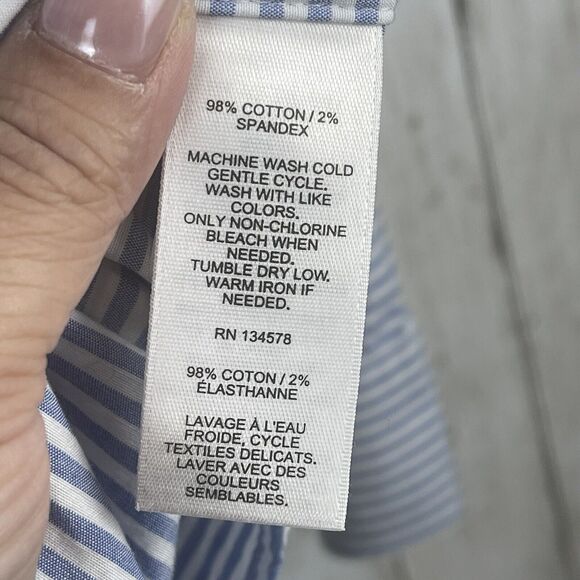 98% COTTON / 2%
SPANDEX
MACHINE WASH COLD
GENTLE CYCLE.
WASH WITH LIKE
COLORS.
ONLY NON-CHLORINE
BLEACH WHEN
NEEDED.
TUMBLE DRY LOW.
WARM IRON IF
NEEDED.
RN 134578
98% COTON / 2%
ÉLASTHANNE
LAVAGE À L'EAU
FROIDE, CYCLE
TEXTILES DELICATS.
LAVER AVEC DES
COULEURS
SEMBLABLES.